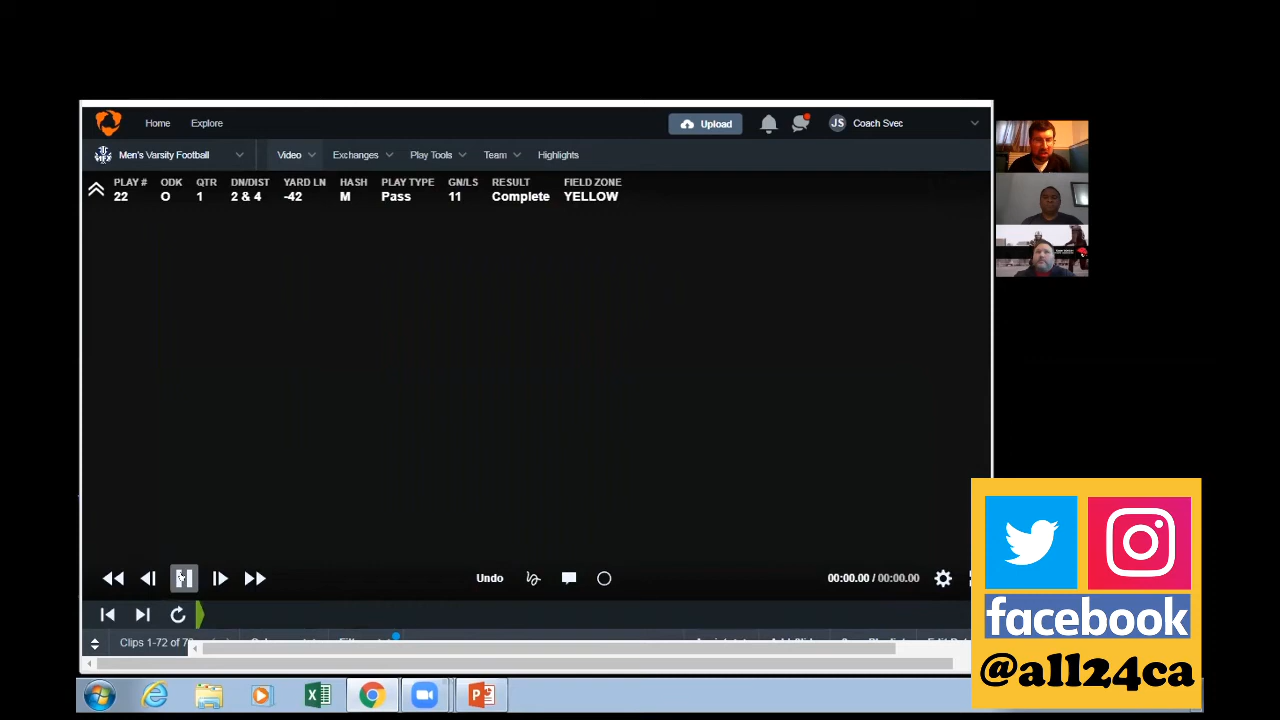 Home Explore Upload JS Coach Svec
Men's Varsity Football Video Exchanges Play Tools Team Highlights
PLAY # ODK QTR DN/DIST YARD LN HASH PLAY TYPE GN/LS RESULT FIELD ZONE
22 O 1 2 & 4 -42 M Pass 11 Complete YELLOW
Undo 00:00.00 / 00:00.00
Clips 1-72 of
facebook
@all24ca